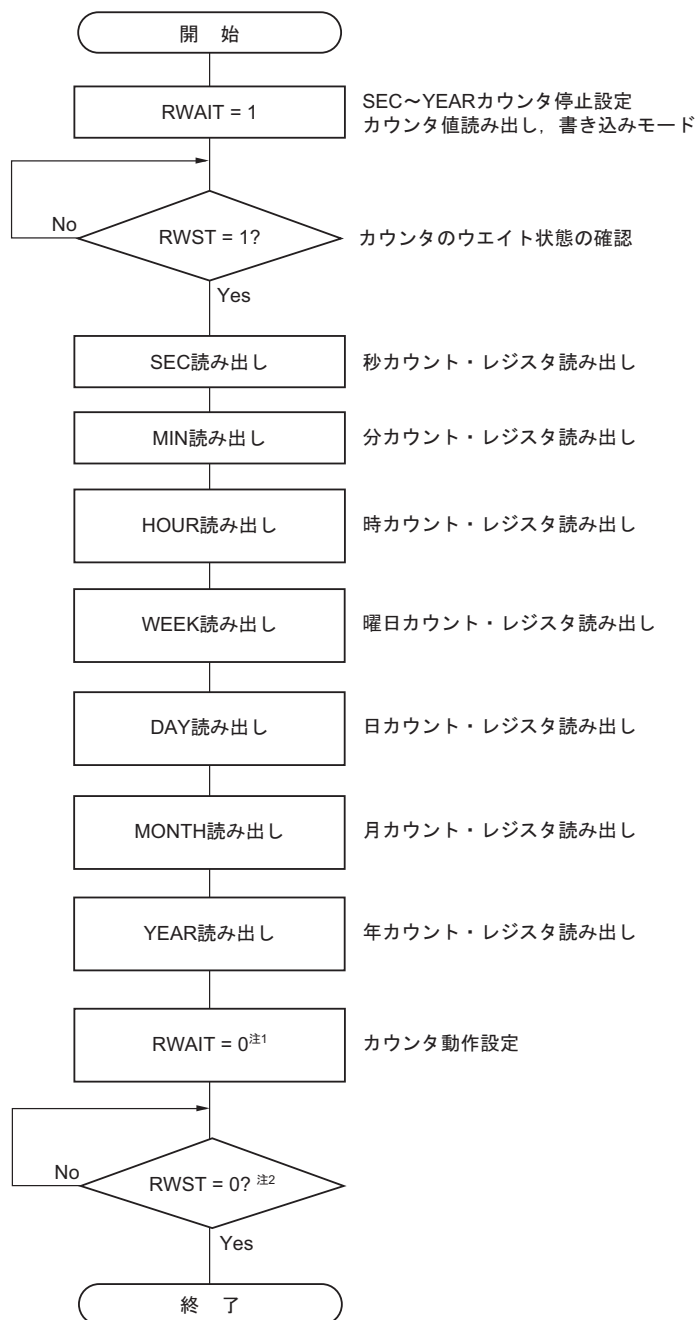 開 始
RWAIT = 1
SEC～YEARカウンタ停止設定
カウンタ値読み出し，書き込みモード
No
RWST = 1?
カウンタのウエイト状態の確認
Yes
SEC読み出し
秒カウント・レジスタ読み出し
MIN読み出し
分カウント・レジスタ読み出し
HOUR読み出し
時カウント・レジスタ読み出し
WEEK読み出し
曜日カウント・レジスタ読み出し
DAY読み出し
日カウント・レジスタ読み出し
MONTH読み出し
月カウント・レジスタ読み出し
YEAR読み出し
年カウント・レジスタ読み出し
RWAIT = 0注1
カウンタ動作設定
No
RWST = 0? 注2
Yes
終 了